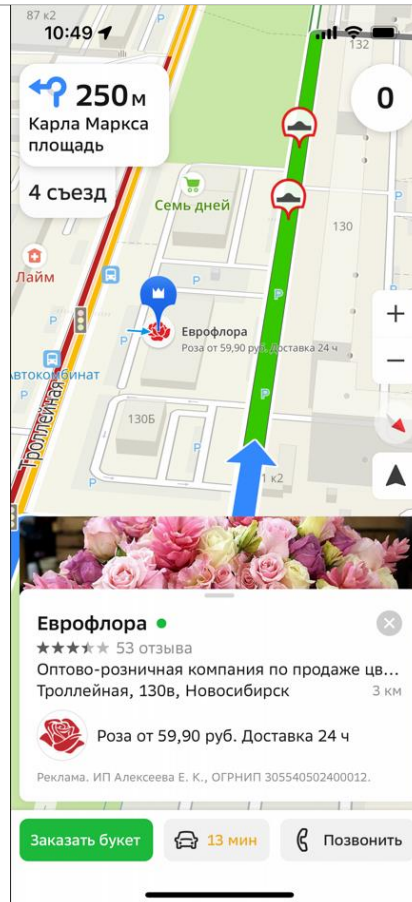 87 к2
10:49
132
250 м
Карла Маркса
площадь
0
4 съезд
Семь дней
130
Лайм
P
Еврофлора
Роза от 59,90 руб. Доставка 24 ч
Автокомбинат
Троллейная
130Б
1 к2
Еврофлора
53 отзыва
Оптово-розничная компания по продаже цв...
Троллейная, 130в, Новосибирск
3 км
Роза от 59,90 руб. Доставка 24 ч
Реклама. ИП Алексеева Е. К., ОГРНИП 305540502400012.
Заказать букет
13 мин
Позвонить